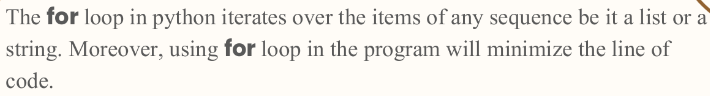 The for loop in python iterates over the items of any sequence be it a list or a
string. Moreover, using for loop in the program will minimize the line of
code.